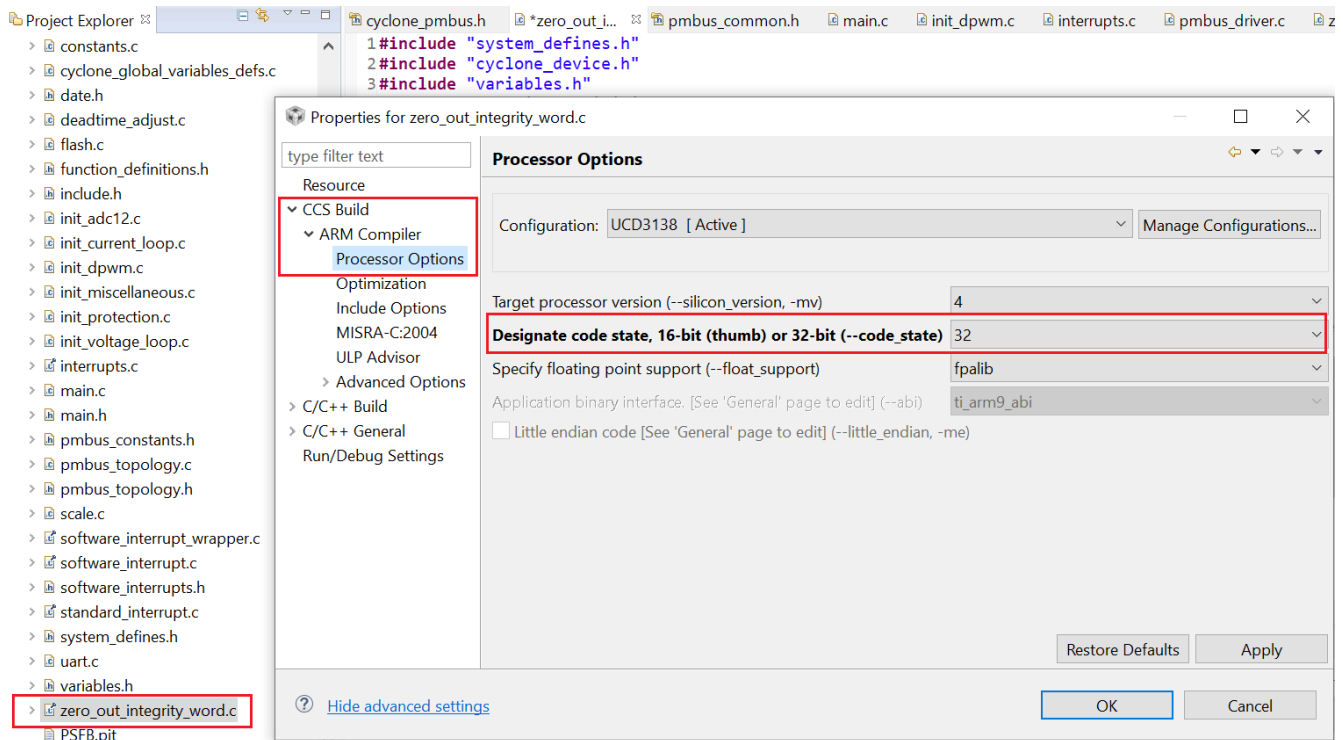 Project Explorer
constants.c
cyclone_global_variables_defs.c
date.h
deadtime_adjust.c
flash.c
function_definitions.h
include.h
init_adc12.c
init_current_loop.c
init_dpwm.c
init_miscellaneous.c
init_protection.c
init_voltage_loop.c
interrupts.c
main.c
main.h
pmbus_constants.h
pmbus_topology.c
pmbus_topology.h
scale.c
software_interrupt_wrapper.c
software_interrupt.c
software_interrupts.h
standard_interrupt.c
system_defines.h
uart.c
variables.h
zero_out_integrity_word.c
PSFB.pit
cyclone_pmbus.h *zero_out_i... pmbus_common.h main.c init_dpwm.c interrupts.c pmbus_driver.c z
1 #include "system_defines.h"
2 #include "cyclone_device.h"
3 #include "variables.h"
Properties for zero_out_integrity_word.c
type filter text
Resource
CCS Build
ARM Compiler
Processor Options
Optimization
Include Options
MISRA-C:2004
ULP Advisor
Advanced Options
C/C++ Build
C/C++ General
Run/Debug Settings
Processor Options
Configuration: UCD3138 [ Active ] Manage Configurations...
Target processor version (--silicon_version, -mv) 4
Designate code state, 16-bit (thumb) or 32-bit (--code_state) 32
Specify floating point support (--float_support) fpalib
Application binary interface. [See 'General' page to edit] (--abi) ti_arm9_abi
Little endian code [See 'General' page to edit] (--little_endian, -me)
Restore Defaults Apply
? Hide advanced settings OK Cancel